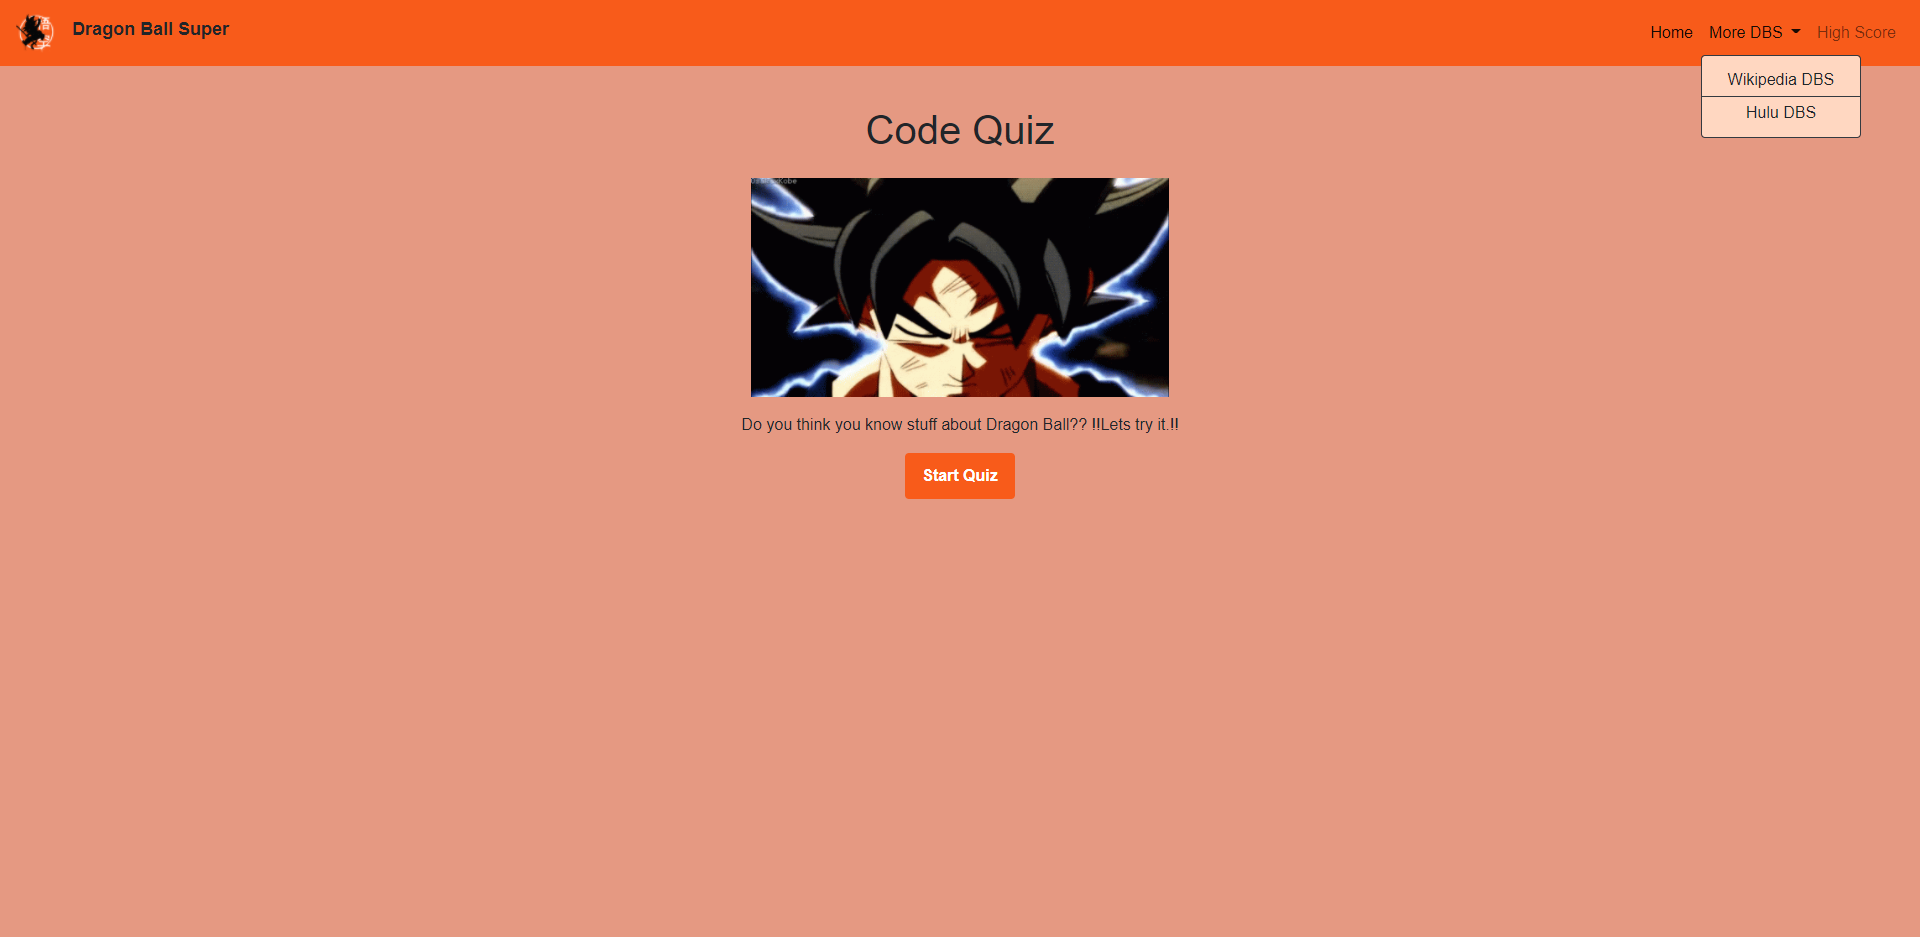 Dragon Ball Super
Home
More DBS
High Score
Wikipedia DBS
Hulu DBS
Code Quiz
Do you think you know stuff about Dragon Ball?? !!Lets try it.!!
Start Quiz